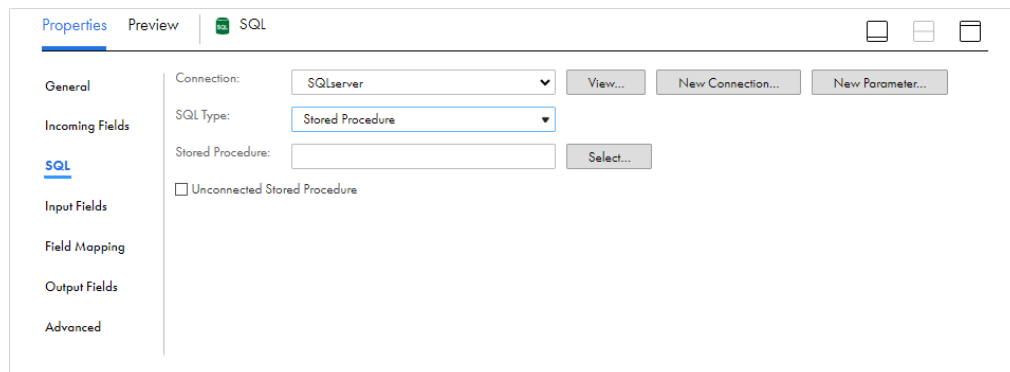 Properties Preview SQL SQL
General
Connection: SQLserver View... New Connection... New Parameter...
Incoming Fields
SQL Type: Stored Procedure
SQL
Stored Procedure: Select...
Unconnected Stored Procedure
Input Fields
Field Mapping
Output Fields
Advanced